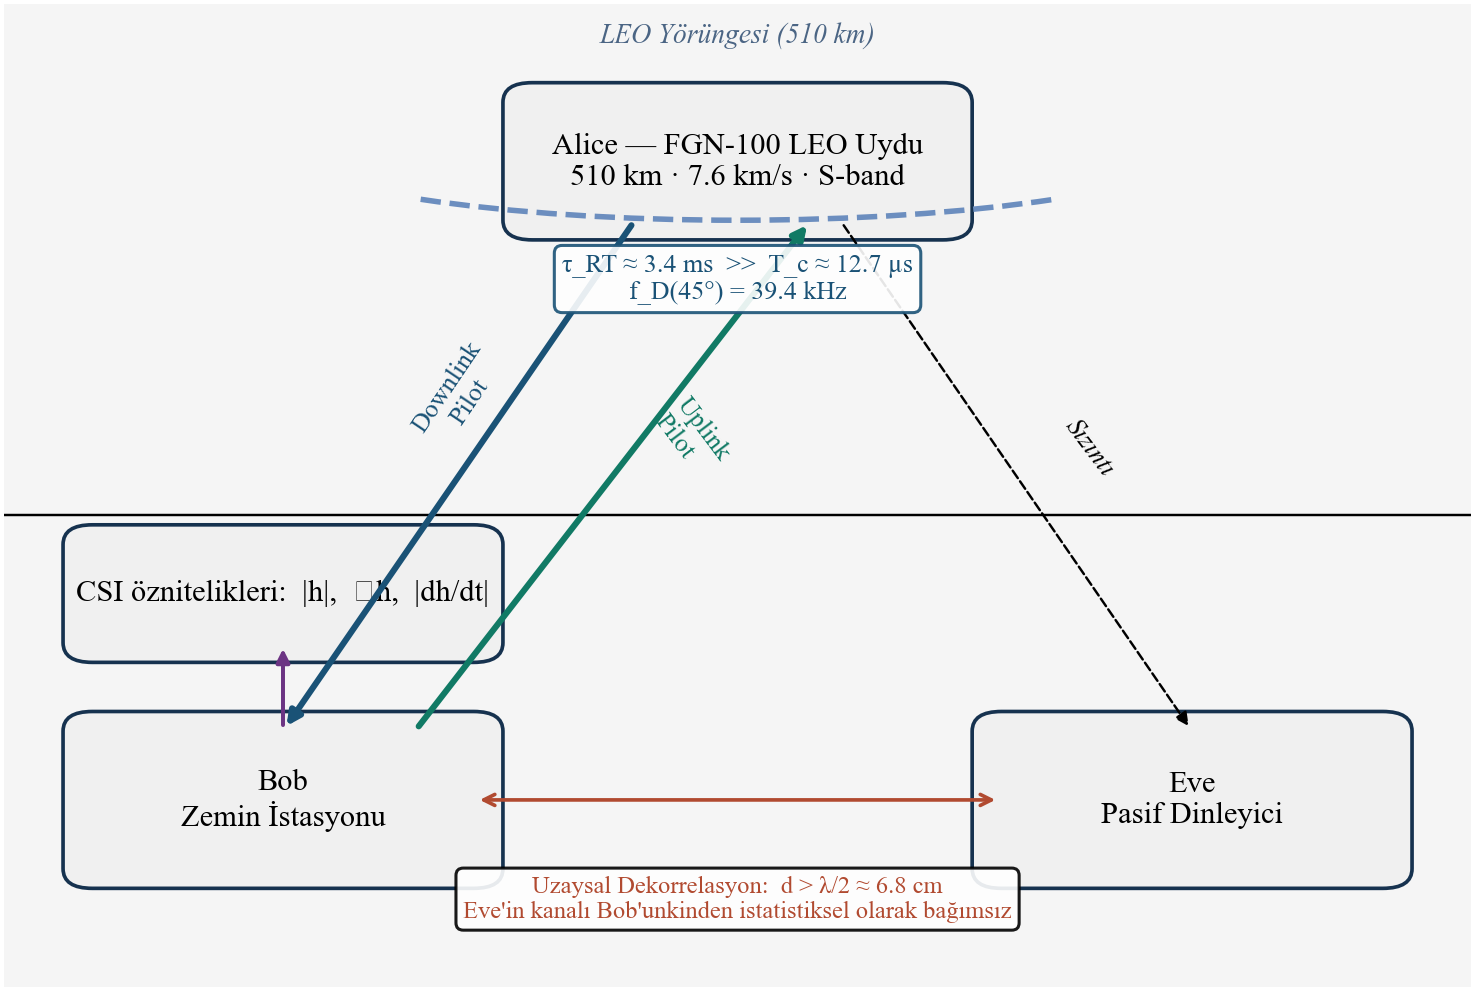 LEO Yörüngesi (510 km)
Alice — FGN-100 LEO Uydu
510 km · 7.6 km/s · S-band
τ_RT ≈ 3.4 ms >> T_c ≈ 12.7 µs
f_D(45°) = 39.4 kHz
Downlink
Pilot
Uplink
Pilot
Sızıntı
CSI öznitelikleri: |h|, □h, |dh/dt|
Bob
Zemin İstasyonu
Eve
Pasif Dinleyici
Uzaysal Dekorrelasyon: d > λ/2 ≈ 6.8 cm
Eve'in kanalı Bob'unkinden istatistiksel olarak bağımsız